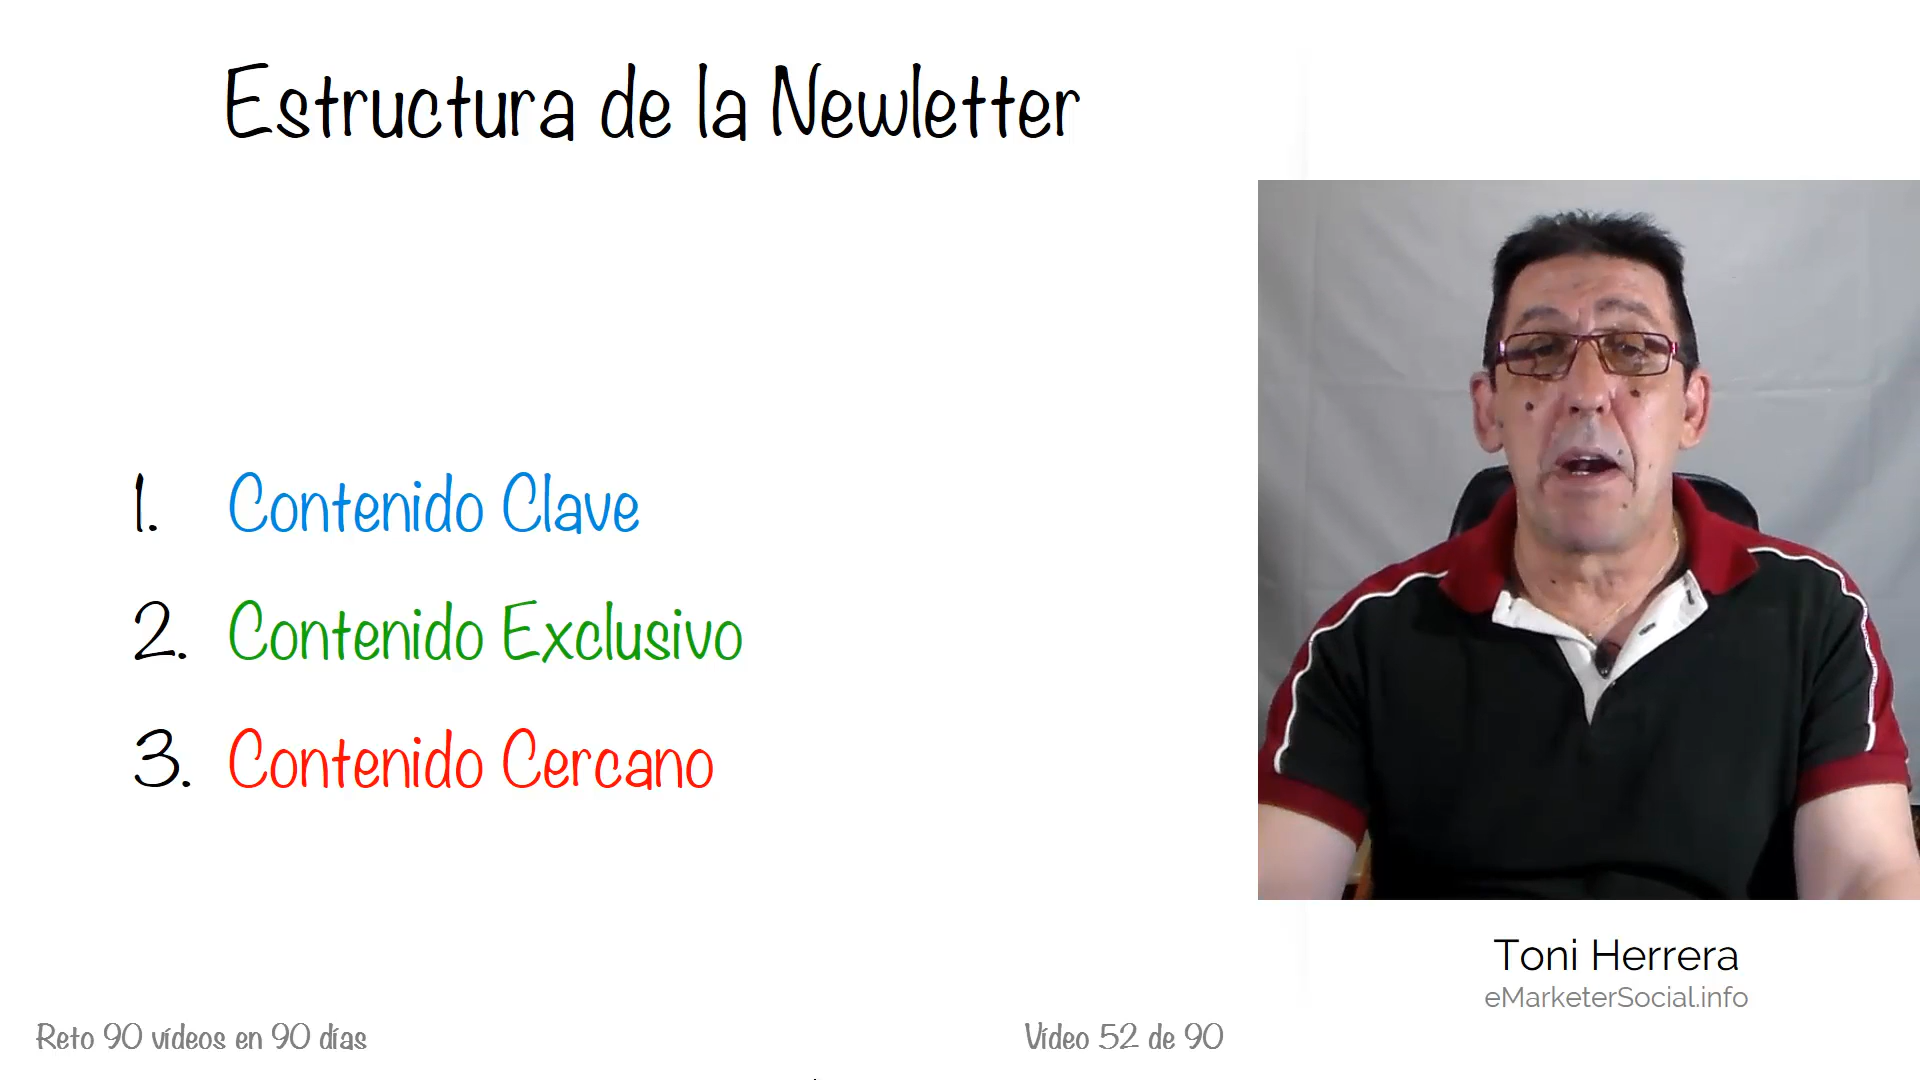 Estructura de la Newletter
1. Contenido Clave
2. Contenido Exclusivo
3. Contenido Cercano
Toni Herrera
eMarketerSocial.info
Reto 90 vídeos en 90 días
Vídeo 52 de 90